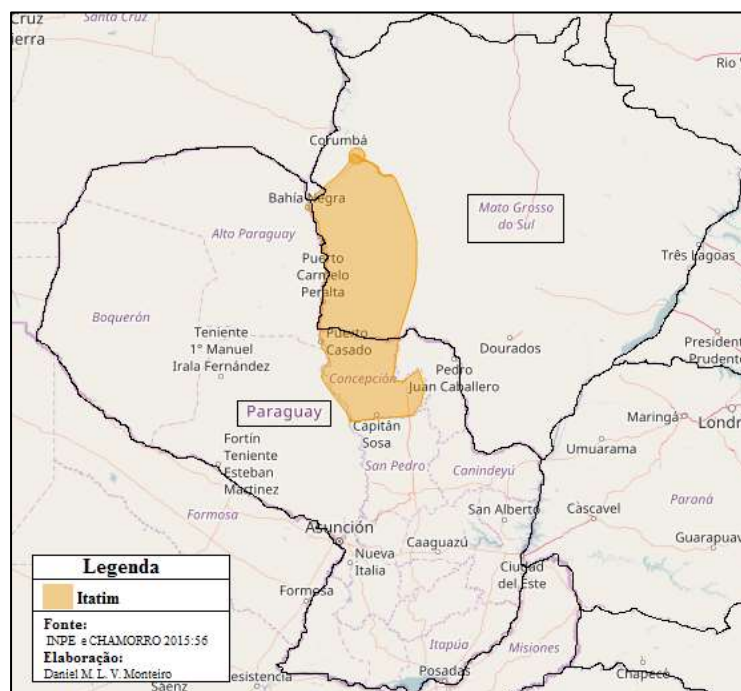 Santa Cruz
Cruz
ierra
Rio V
Corumbá
Bahía Negra
Alto Paraguay
Mato Grosso
do Sul
Puerto
Carmelo
Peralta
Três Lagoas
Boquerón
Teniente
1° Manuel
Irala Fernández
Puerto
Casado
Dourados
President
Prudente
Concepción
Pedro
Juan Caballero
Paraguay
Capitán
Sosa
Maringá
Londr
Fortín
Teniente
Esteban
Martinez
San Pedro
Canindeyú
Umuarama
Formosa
San Alberto
Cascavel
Paraná
Asunción
Caaguazú
Guarapuav
Nueva
Italia
Ciudad
del Este
Formosa
Itapúa
Misiones
Posadas
Chapecó
esistencia
Sáenz
Legenda
Itatim
Fonte:
INPE e CHAMORRO 2015:56
Elaboração:
Daniel M. L. V. Monteiro